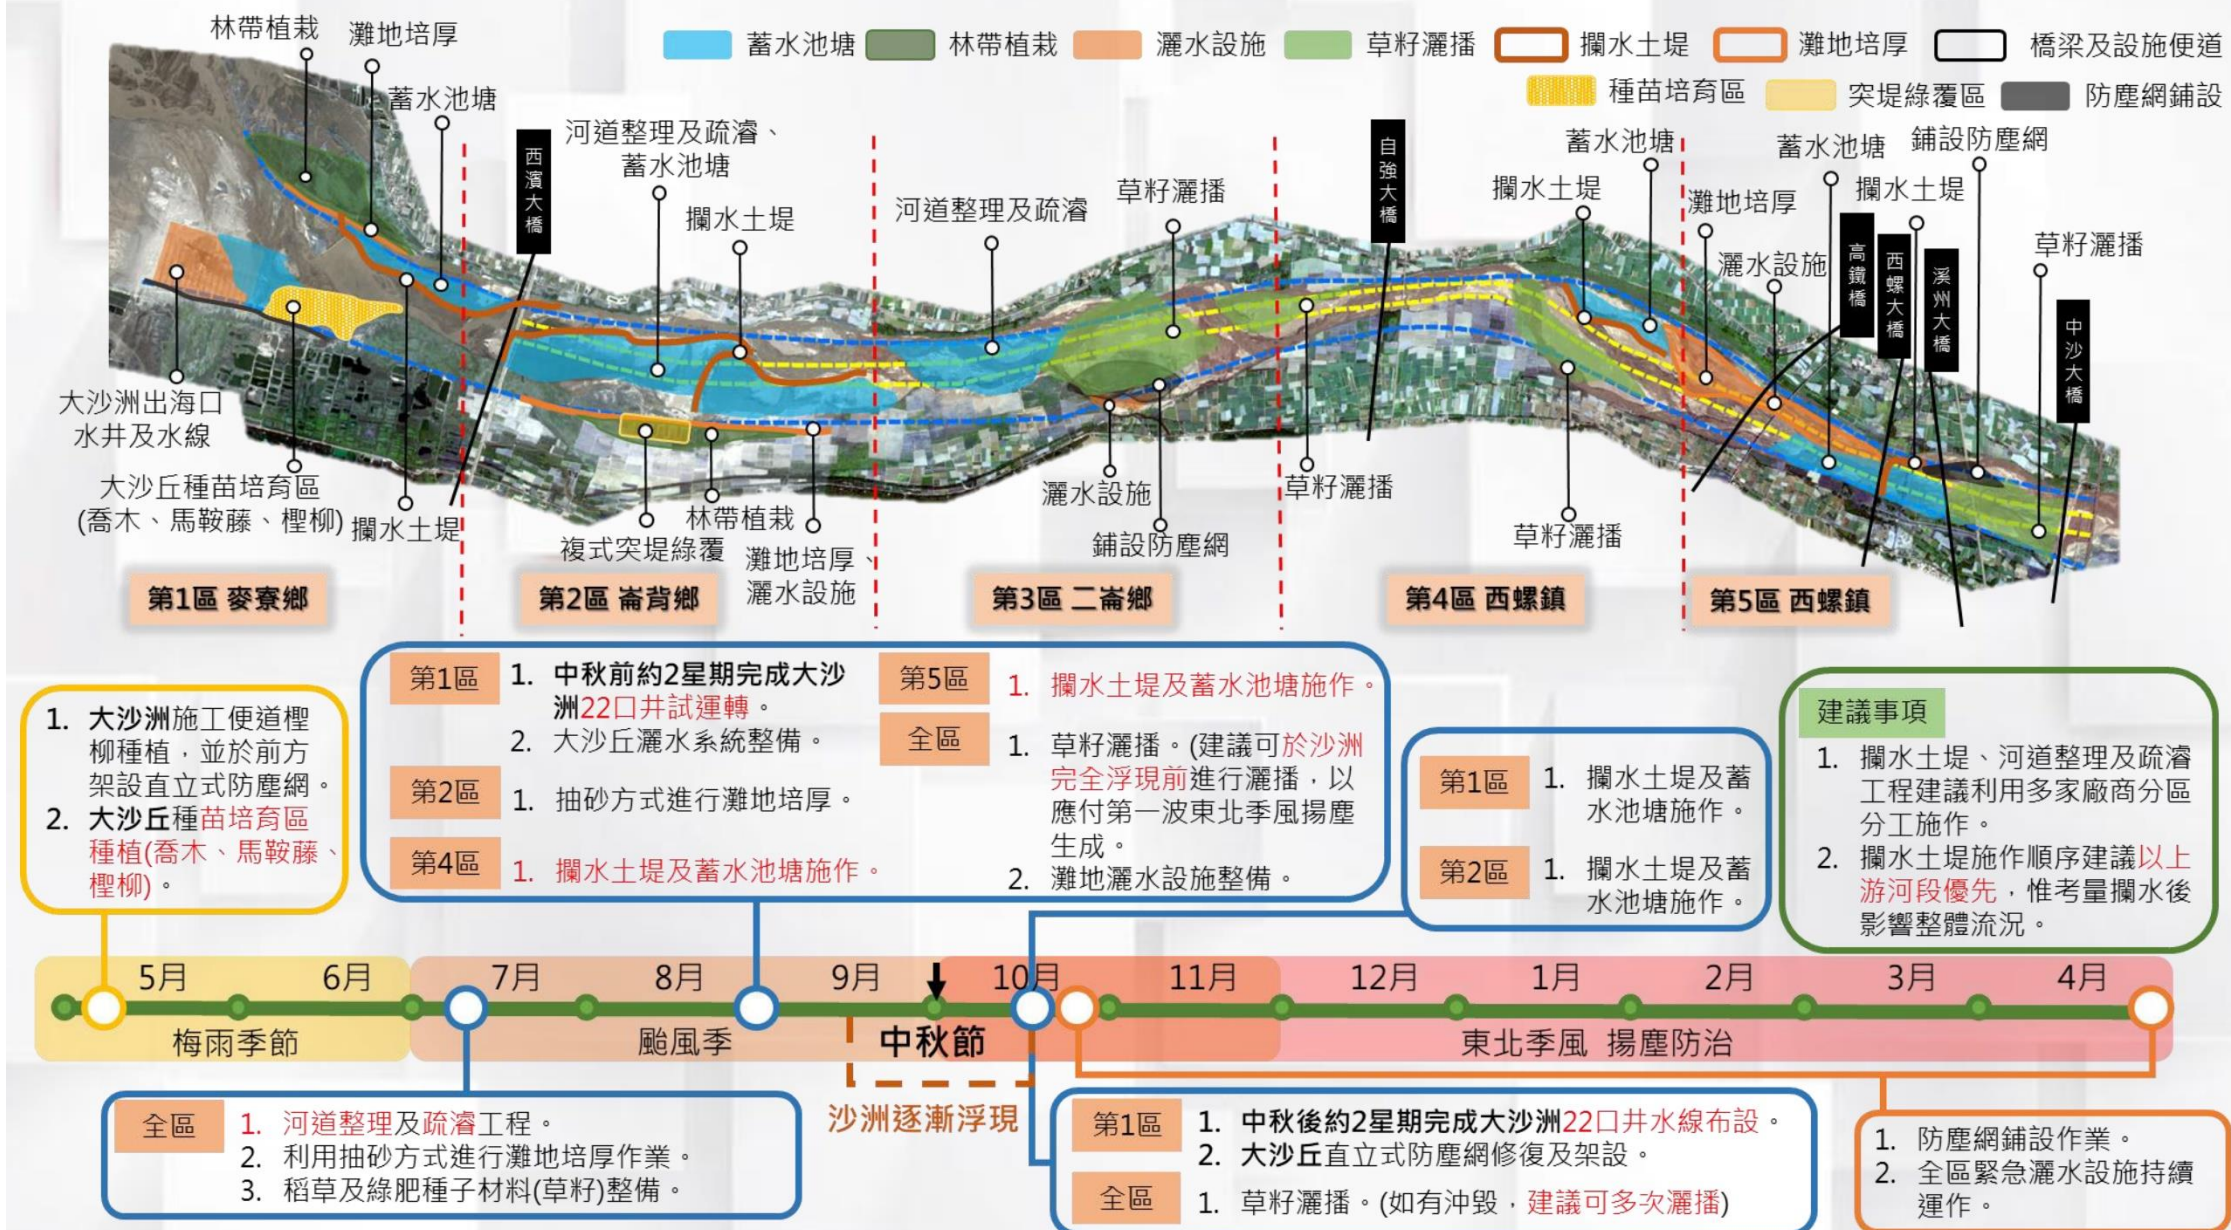 蓄水池塘
林帶植栽
灑水設施
草籽灑播
攔水土堤
灘地培厚
橋梁及設施便道
種苗培育區
突堤綠覆區
防塵網鋪設
林帶植栽
灘地培厚
蓄水池塘
西濱大橋
河道整理及疏濬、
蓄水池塘
攔水土堤
河道整理及疏濬
草籽灑播
自強大橋
蓄水池塘
攔水土堤
灘地培厚
灑水設施
蓄水池塘
鋪設防塵網
攔水土堤
高鐵橋
西螺大橋
溪州大橋
草籽灑播
中沙大橋
大沙洲出海口
水井及水線
大沙丘種苗培育區
(喬木、馬鞍藤、檉柳)
攔水土堤
複式突堤綠覆
林帶植栽
灘地培厚、
灑水設施
灑水設施
鋪設防塵網
草籽灑播
草籽灑播
第1區 麥寮鄉
第2區 崙背鄉
第3區 二崙鄉
第4區 西螺鎮
第5區 西螺鎮
1. 大沙洲施工便道檉
柳種植，並於前方
架設直立式防塵網。
2. 大沙丘種苗培育區
種植(喬木、馬鞍藤、
檉柳)。
第1區
1. 中秋前約2星期完成大沙
洲22口井試運轉。
2. 大沙丘灑水系統整備。
第2區
1. 抽砂方式進行灘地培厚。
第4區
1. 攔水土堤及蓄水池塘施作。
第5區
1. 攔水土堤及蓄水池塘施作。
全區
1. 草籽灑播。(建議可於沙洲
完全浮現前進行灑播，以
應付第一波東北季風揚塵
生成。
2. 灘地灑水設施整備。
第1區
1. 攔水土堤及蓄
水池塘施作。
第2區
1. 攔水土堤及蓄
水池塘施作。
建議事項
1. 攔水土堤、河道整理及疏濬
工程建議利用多家廠商分區
分工施作。
2. 攔水土堤施作順序建議以上
游河段優先，惟考量攔水後
影響整體流況。
5月
6月
7月
8月
9月
10月
11月
12月
1月
2月
3月
4月
梅雨季節
颱風季
中秋節
東北季風 揚塵防治
沙洲逐漸浮現
全區
1. 河道整理及疏濬工程。
2. 利用抽砂方式進行灘地培厚作業。
3. 稻草及綠肥種子材料(草籽)整備。
第1區
1. 中秋後約2星期完成大沙洲22口井水線布設。
2. 大沙丘直立式防塵網修復及架設。
全區
1. 草籽灑播。(如有沖毀，建議可多次灑播)
1. 防塵網鋪設作業。
2. 全區緊急灑水設施持續
運作。